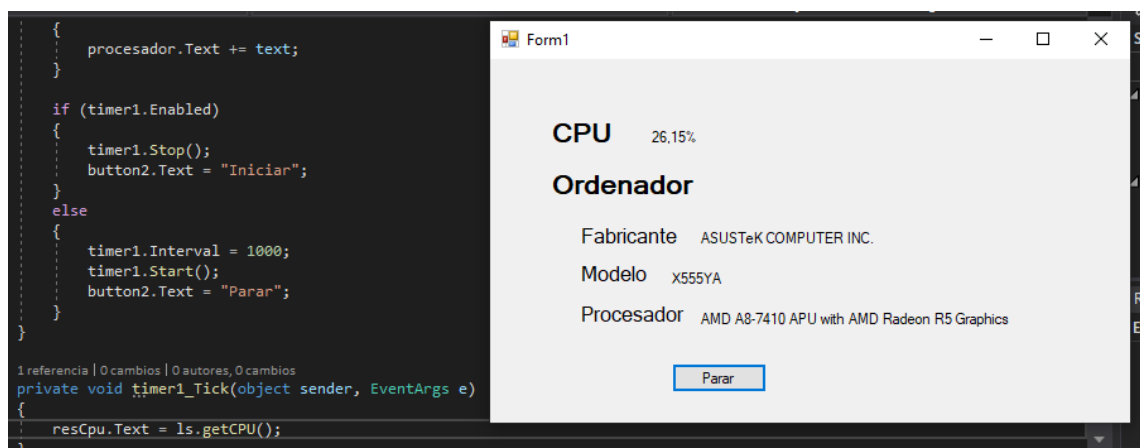 {
procesador.Text += text;
}
if (timer1.Enabled)
{
timer1.Stop();
button2.Text = "Iniciar";
}
else
{
timer1.Interval = 1000;
timer1.Start();
button2.Text = "Parar";
}
}
1 referencia | 0 cambios | 0 autores, 0 cambios
private void timer1_Tick(object sender, EventArgs e)
{
resCpu.Text = ls.getCPU();
Form1
CPU 26,15%
Ordenador
Fabricante ASUSTeK COMPUTER INC.
Modelo X555YA
Procesador AMD A8-7410 APU with AMD Radeon R5 Graphics
Parar